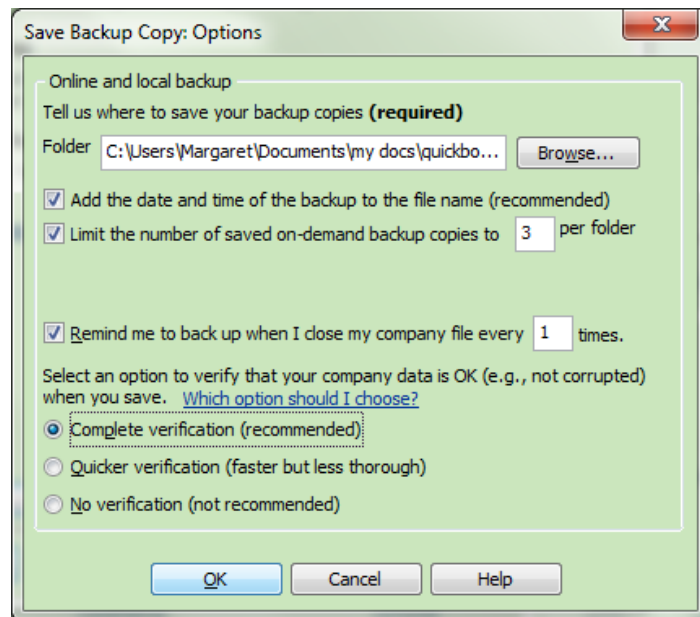 Save Backup Copy: Options
Online and local backup
Tell us where to save your backup copies (required)
Folder C:\Users\Margaret\Documents\my docs\quickbo... Browse...
Add the date and time of the backup to the file name (recommended)
Limit the number of saved on-demand backup copies to 3 per folder
Remind me to back up when I close my company file every 1 times.
Select an option to verify that your company data is OK (e.g., not corrupted)
when you save. Which option should I choose?
Complete verification (recommended)
Quicker verification (faster but less thorough)
No verification (not recommended)
OK Cancel Help